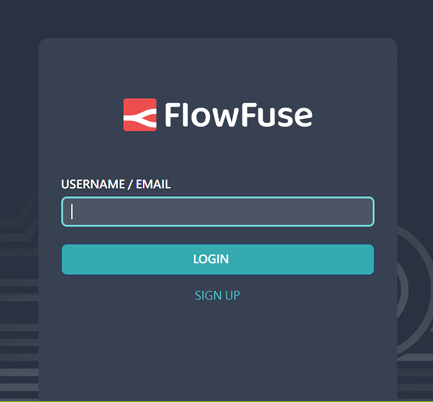 FlowFuse
USERNAME / EMAIL
LOGIN
SIGN UP